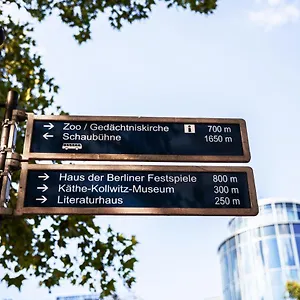 → Zoo / Gedächtniskirche i 700 m
← Schaubühne 1650 m
→ Haus der Berliner Festspiele 800 m
→ Käthe-Kollwitz-Museum 300 m
→ Literaturhaus 250 m